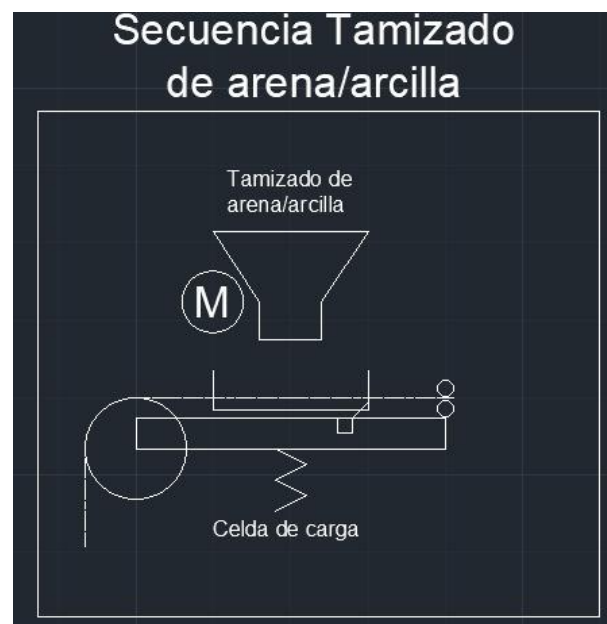 Secuencia Tamizado
de arena/arcilla
Tamizado de
arena/arcilla
M
Celda de carga